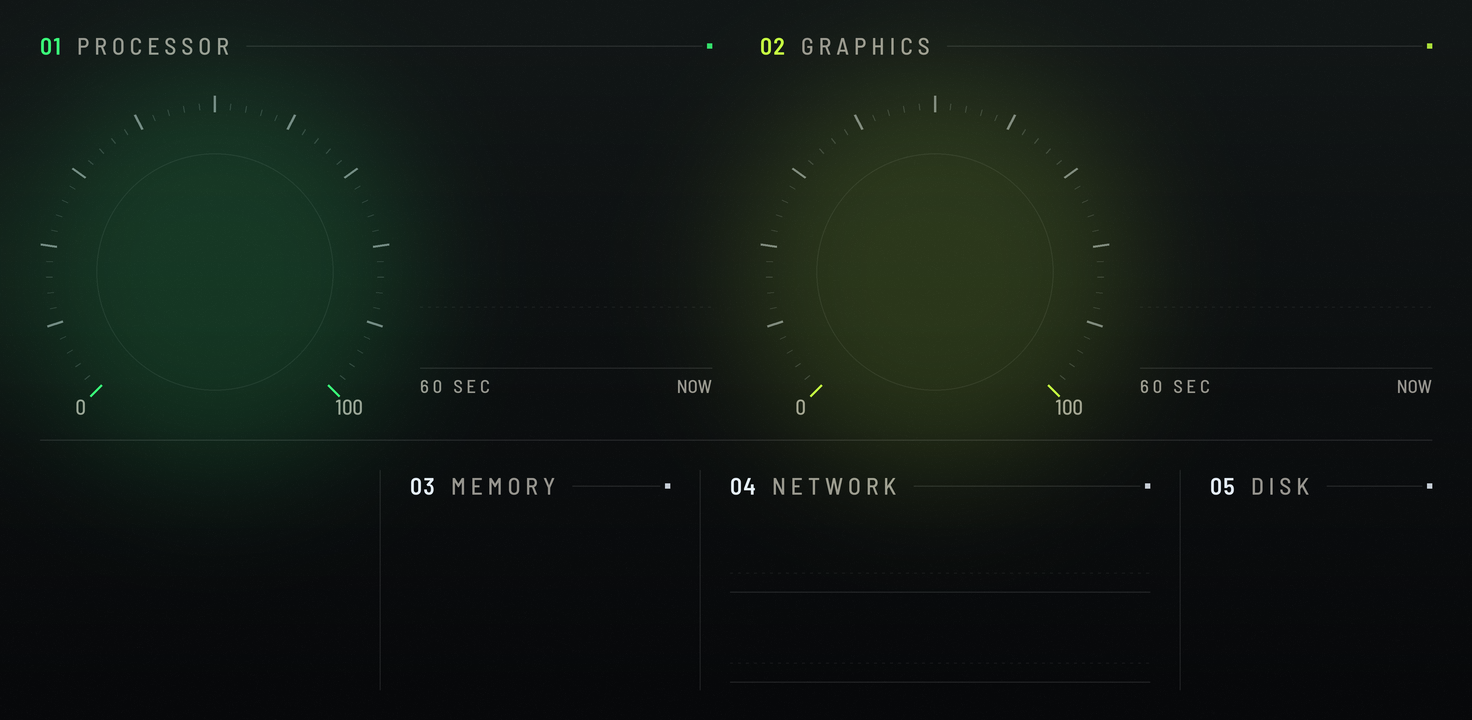 01 PROCESSOR
02 GRAPHICS
60 SEC NOW
60 SEC NOW
0 100
0 100
03 MEMORY
04 NETWORK
05 DISK